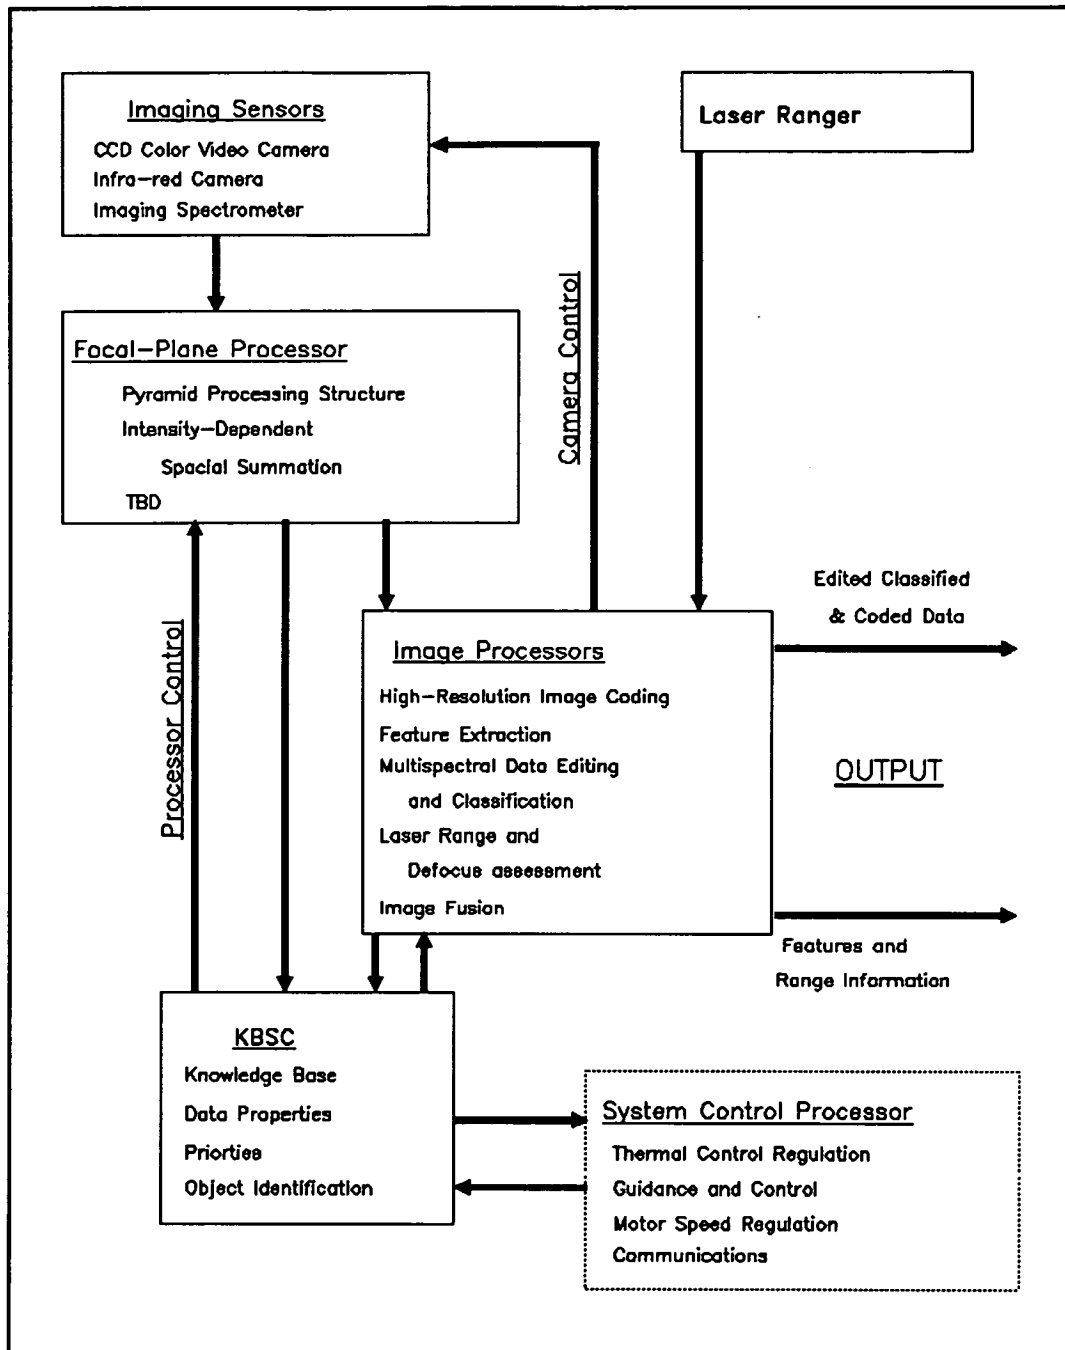 Imaging Sensors
CCD Color Video Camera
Infra-red Camera
Imaging Spectrometer
Laser Ranger
Camera Control
Focal-Plane Processor
Pyramid Processing Structure
Intensity-Dependent
Spacial Summation
TBD
Processor Control
Edited Classified
& Coded Data
Image Processors
High-Resolution Image Coding
Feature Extraction
Multispectral Data Editing
and Classification
Laser Range and
Defocus assessment
Image Fusion
OUTPUT
Features and
Range Information
KBSC
Knowledge Base
Data Properties
Priorties
Object Identification
System Control Processor
Thermal Control Regulation
Guidance and Control
Motor Speed Regulation
Communications